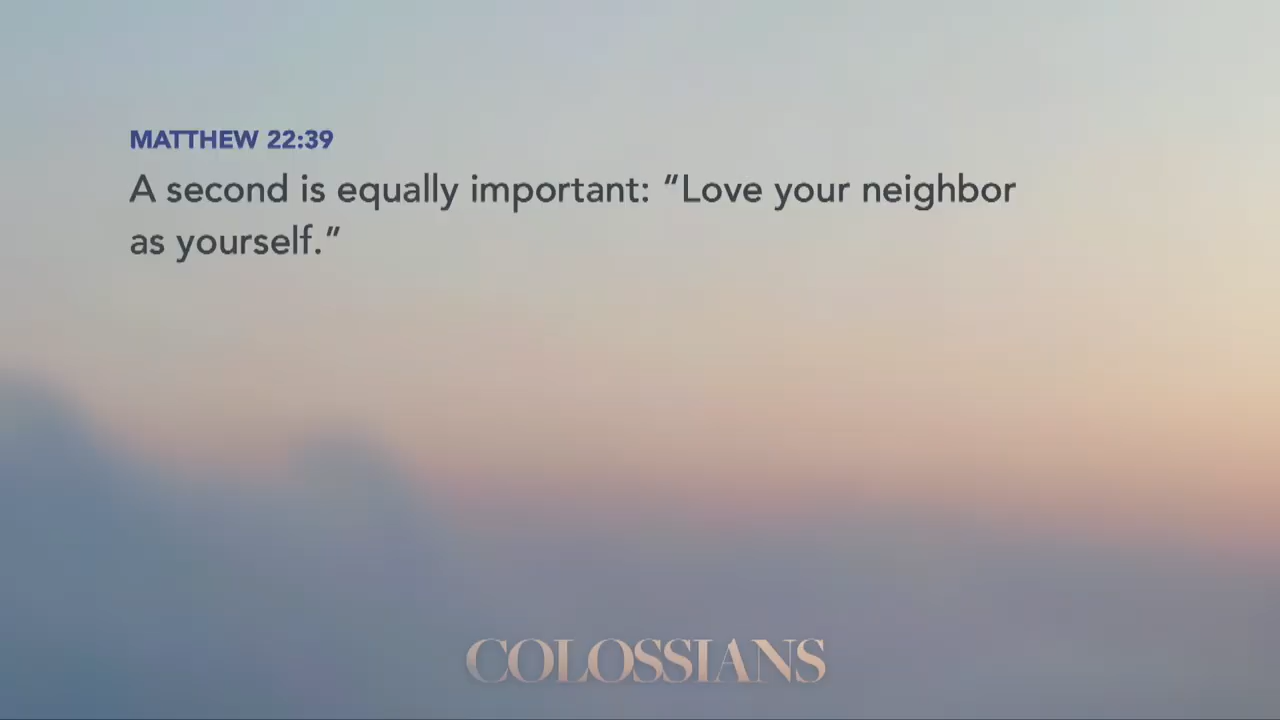 MATTHEW 22:39
A second is equally important: “Love your neighbor
as yourself.”
COLOSSIANS